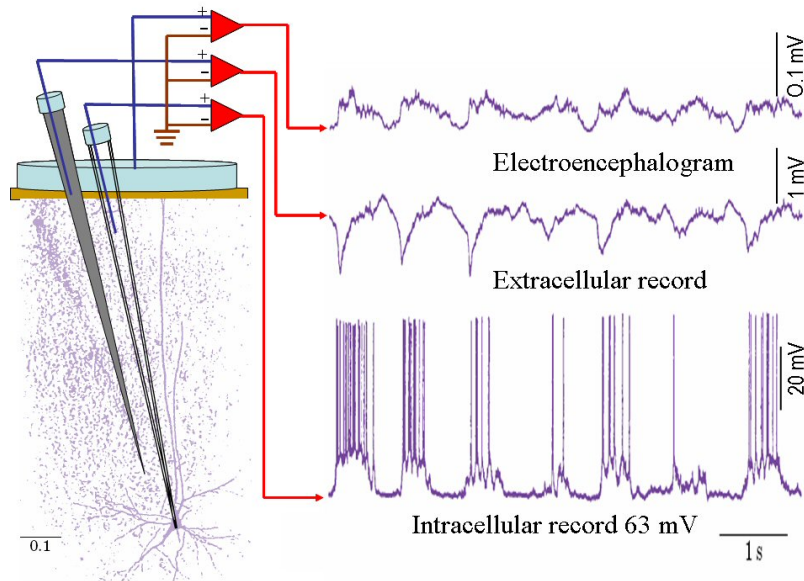 +
−
+
−
+
−
0.1 mV
Electroencephalogram
1 mV
Extracellular record
20 mV
Intracellular record 63 mV
0.1
1s